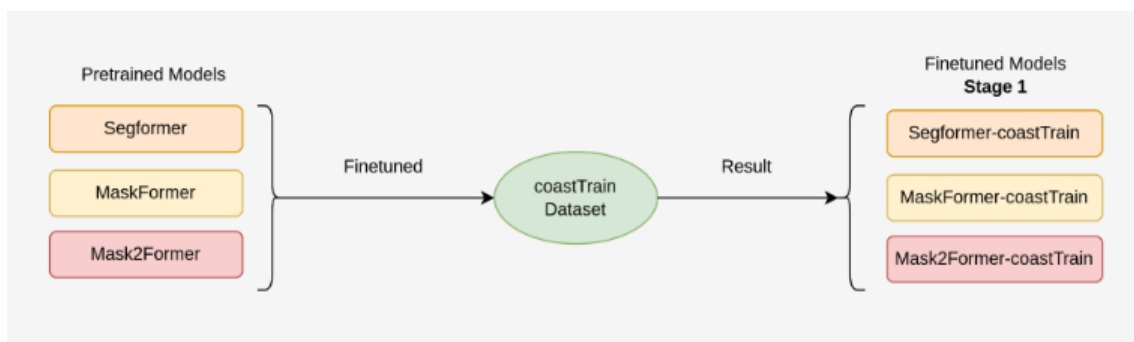 Pretrained Models
Segformer
MaskFormer
Mask2Former
Finetuned
coastTrain
Dataset
Result
Finetuned Models
Stage 1
Segformer-coastTrain
MaskFormer-coastTrain
Mask2Former-coastTrain